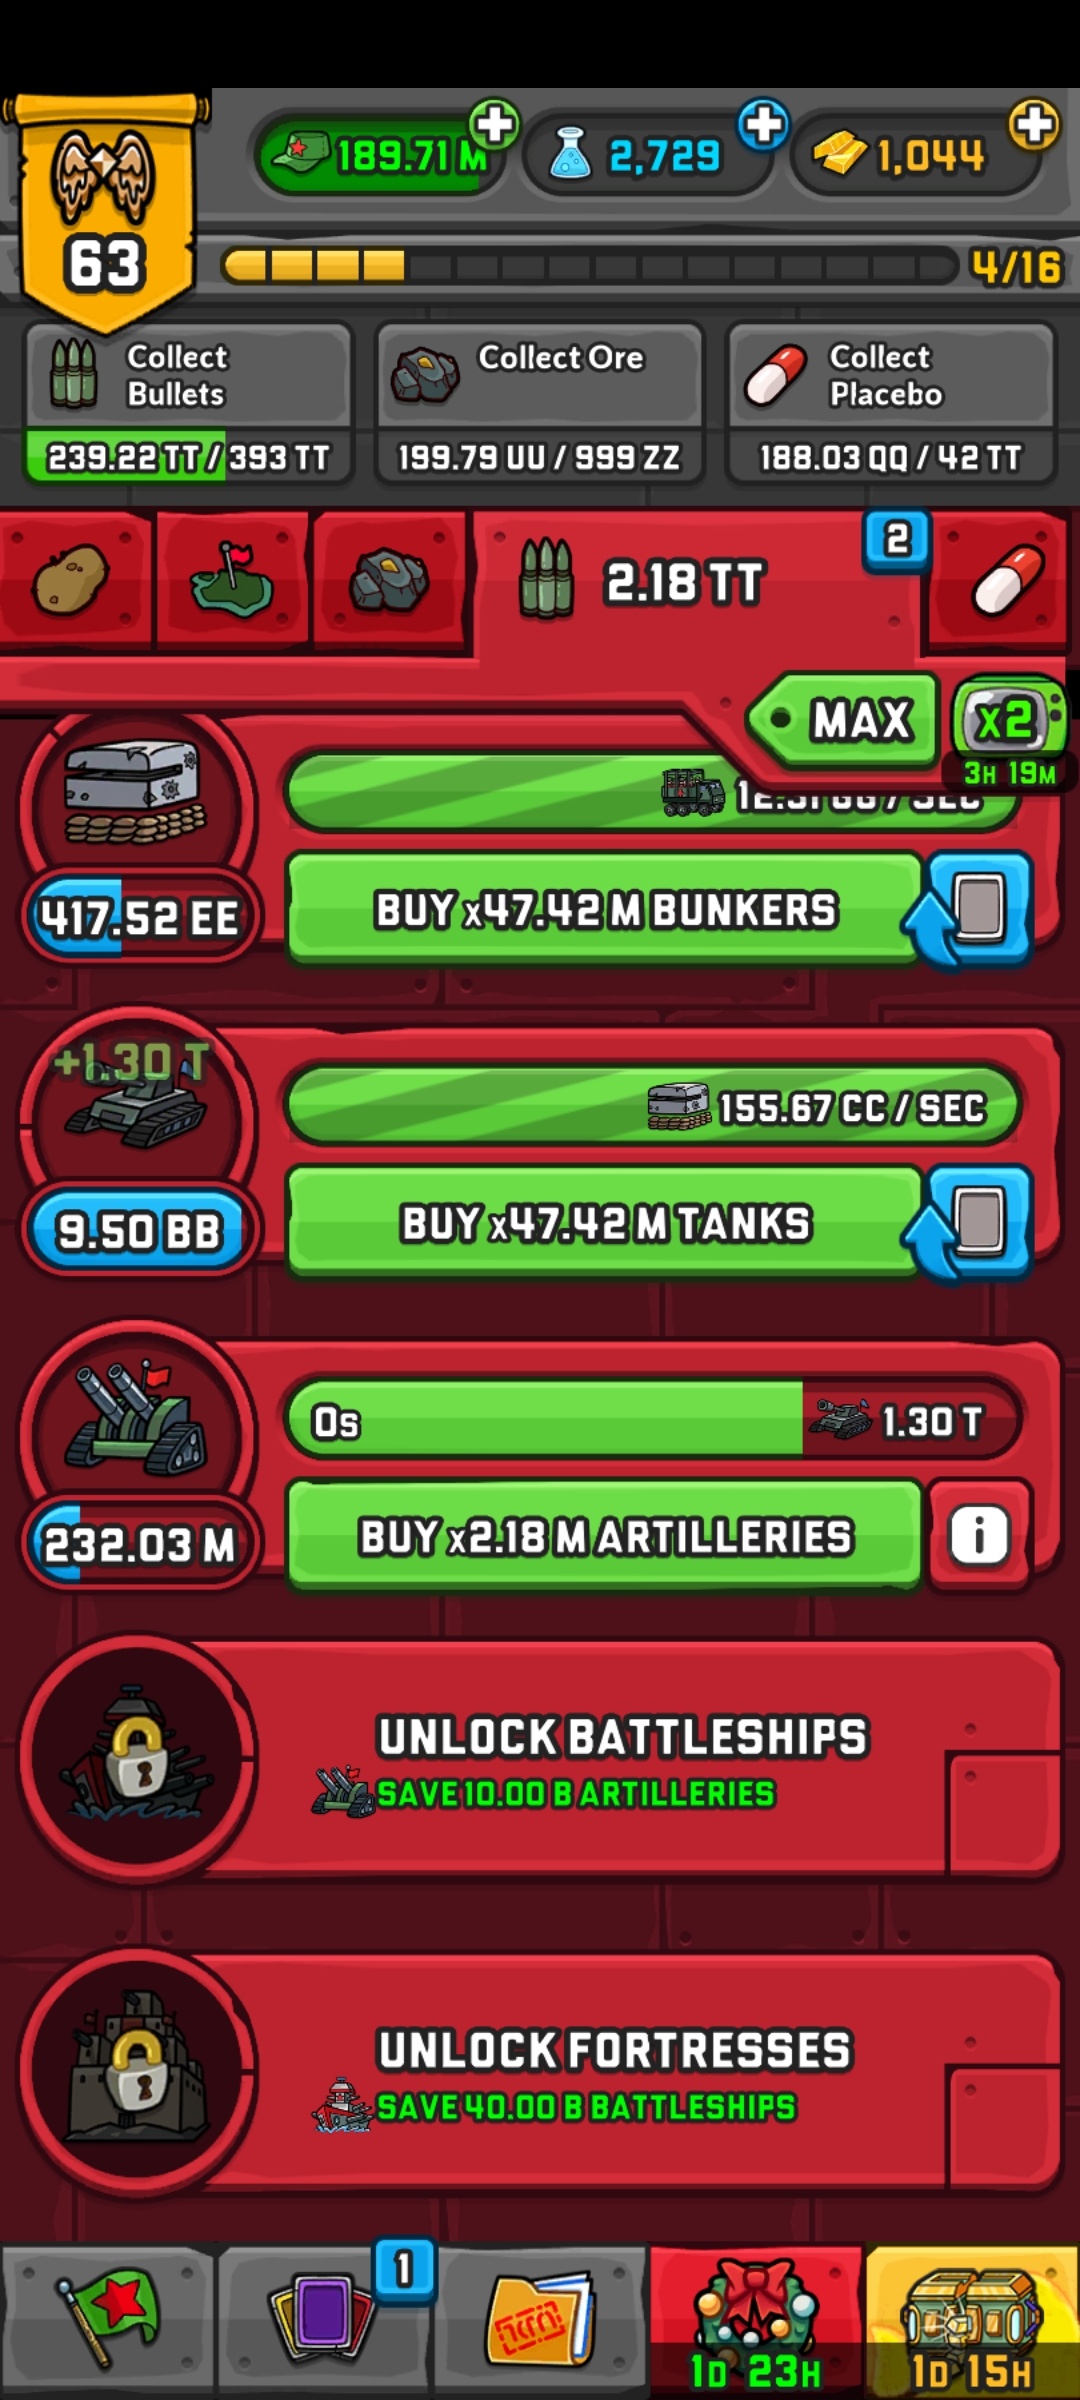 63
189.71 M
2,729
1,044
4/16
Collect Bullets
239.22 TT / 393 TT
Collect Ore
199.79 UU / 999 ZZ
Collect Placebo
188.03 QQ / 42 TT
2.18 TT
2
MAX
x2
3H 19M
417.52 EE
BUY x47.42 M BUNKERS
+1.30 T
155.67 CC / SEC
9.50 BB
BUY x47.42 M TANKS
0s
1.30 T
232.03 M
BUY x2.18 M ARTILLERIES
i
UNLOCK BATTLESHIPS
SAVE 10.00 B ARTILLERIES
UNLOCK FORTRESSES
SAVE 40.00 B BATTLESHIPS
1
1D 23H
1D 15H